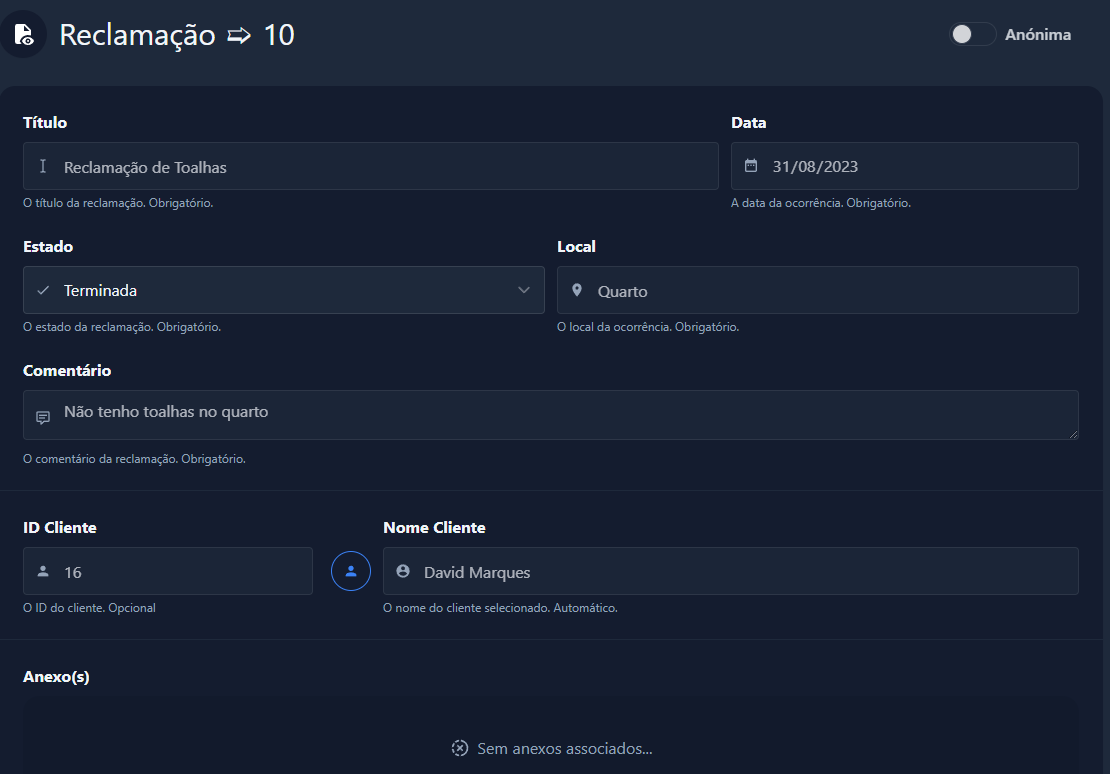 Reclamação ⇨ 10
Anónima
Título
Data
Reclamação de Toalhas
31/08/2023
O título da reclamação. Obrigatório.
A data da ocorrência. Obrigatório.
Estado
Local
Terminada
Quarto
O estado da reclamação. Obrigatório.
O local da ocorrência. Obrigatório.
Comentário
Não tenho toalhas no quarto
O comentário da reclamação. Obrigatório.
ID Cliente
Nome Cliente
16
David Marques
O ID do cliente. Opcional
O nome do cliente selecionado. Automático.
Anexo(s)
Sem anexos associados...